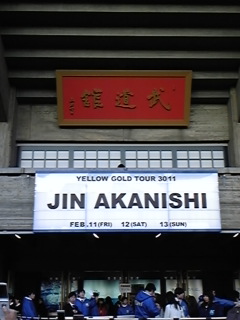 館道武
YELLOW GOLD TOUR 3011
JIN AKANISHI
FEB.11(FRI) 12(SAT) 13(SUN)